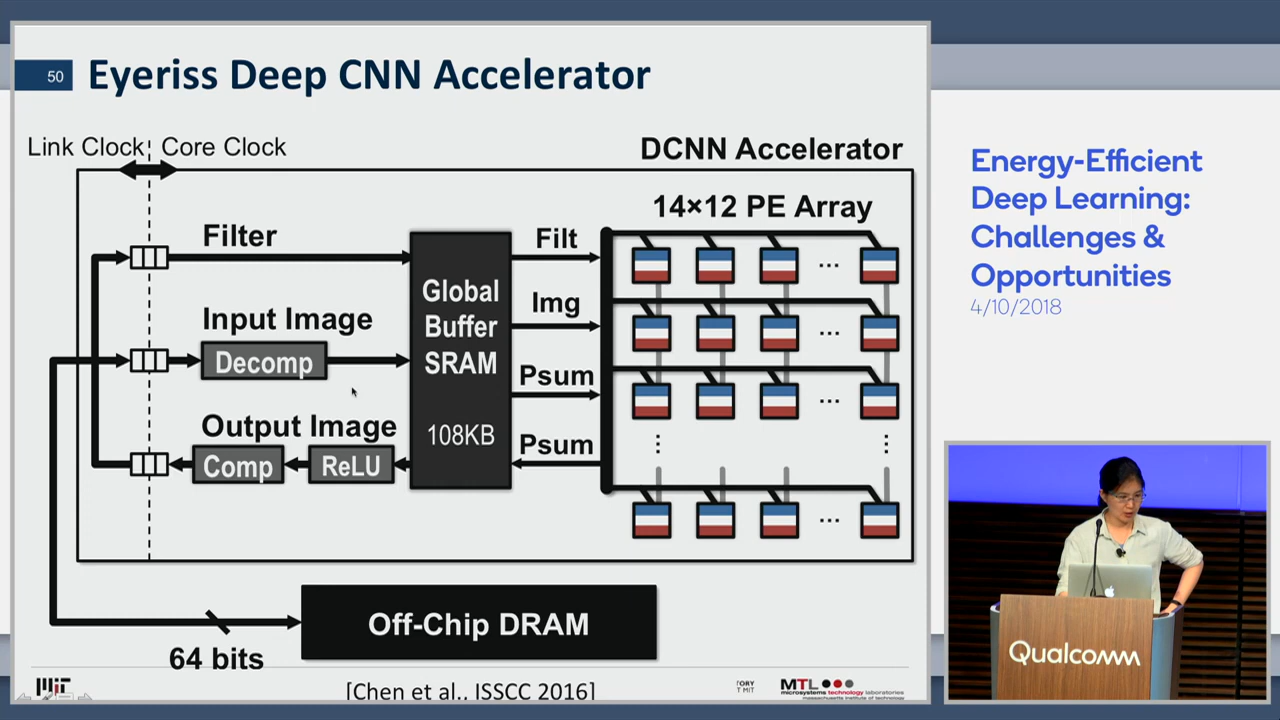 50
Eyeriss Deep CNN Accelerator
Link Clock
Core Clock
DCNN Accelerator
14×12 PE Array
Filter
Filt
Input Image
Img
Decomp
Global
Buffer
SRAM
108KB
Psum
Output Image
Psum
Comp
ReLU
...
...
...
...
Off-Chip DRAM
64 bits
[Chen et al., ISSCC 2016]
MIT
TORY
T MIT
MTL
microsystems technology laboratories
massachusetts institute of technology
Energy-Efficient
Deep Learning:
Challenges &
Opportunities
4/10/2018
Qualcomm